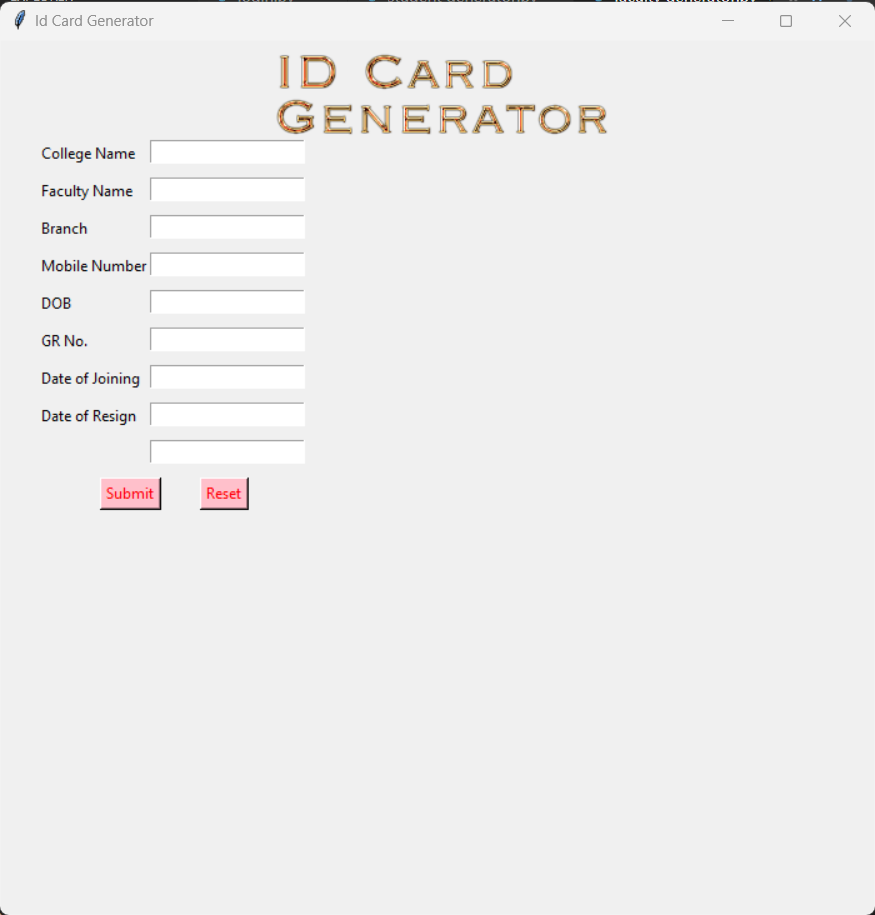 Id Card Generator
ID CARD
GENERATOR
College Name
Faculty Name
Branch
Mobile Number
DOB
GR No.
Date of Joining
Date of Resign
Submit Reset